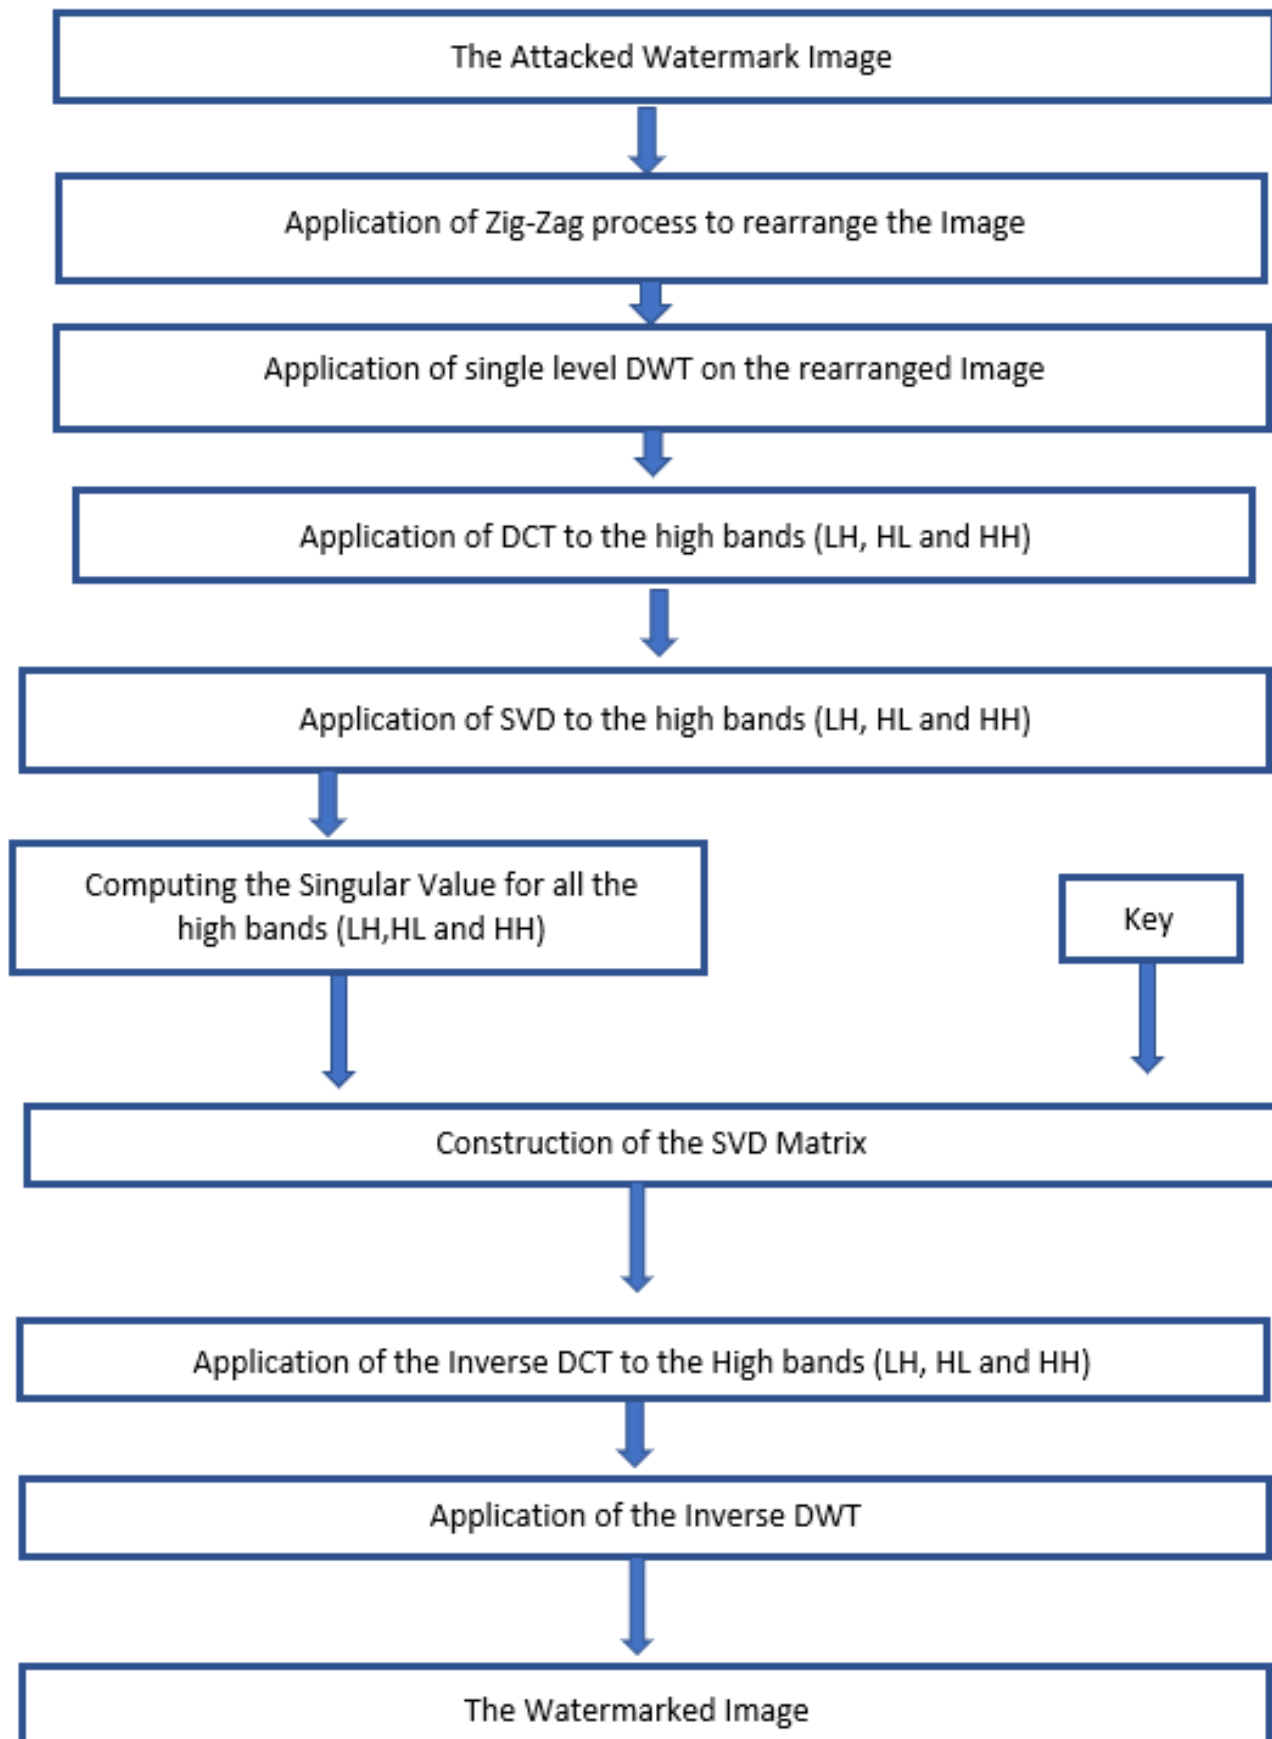 The Attacked Watermark Image
Application of Zig-Zag process to rearrange the Image
Application of single level DWT on the rearranged Image
Application of DCT to the high bands (LH, HL and HH)
Application of SVD to the high bands (LH, HL and HH)
Computing the Singular Value for all the
high bands (LH,HL and HH)
Key
Construction of the SVD Matrix
Application of the Inverse DCT to the High bands (LH, HL and HH)
Application of the Inverse DWT
The Watermarked Image